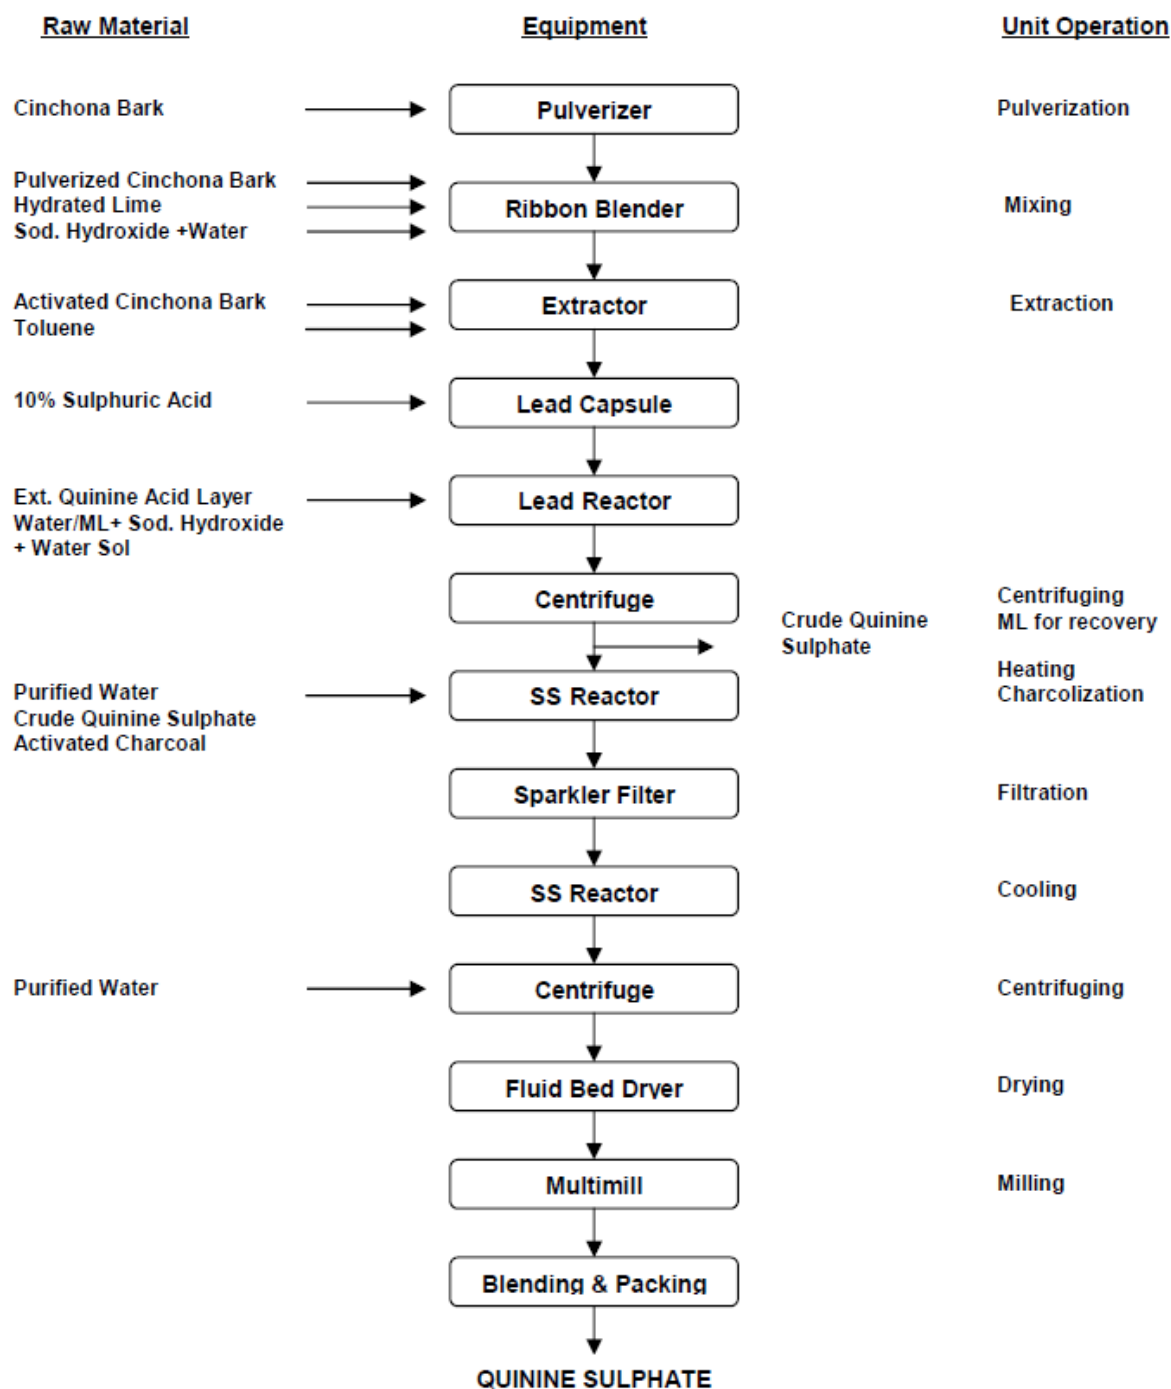 Raw Material Equipment Unit Operation
Cinchona Bark Pulverizer Pulverization
Pulverized Cinchona Bark
Hydrated Lime Ribbon Blender Mixing
Sod. Hydroxide +Water
Activated Cinchona Bark Extractor Extraction
Toluene
10% Sulphuric Acid Lead Capsule
Ext. Quinine Acid Layer Lead Reactor
Water/ML+ Sod. Hydroxide
+ Water Sol
Centrifuge Centrifuging
Crude Quinine ML for recovery
Sulphate
Heating
Purified Water SS Reactor Charcolization
Crude Quinine Sulphate
Activated Charcoal
Sparkler Filter Filtration
SS Reactor Cooling
Purified Water Centrifuge Centrifuging
Fluid Bed Dryer Drying
Multimill Milling
Blending & Packing
QUININE SULPHATE